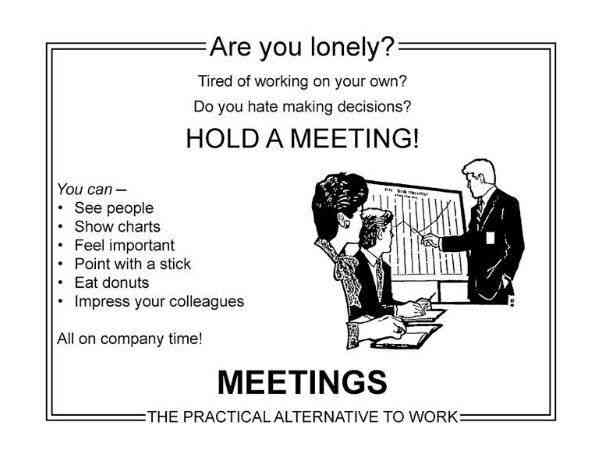 Are you lonely?
Tired of working on your own?
Do you hate making decisions?
HOLD A MEETING!
You can –
• See people
• Show charts
• Feel important
• Point with a stick
• Eat donuts
• Impress your colleagues
All on company time!
MEETINGS
THE PRACTICAL ALTERNATIVE TO WORK